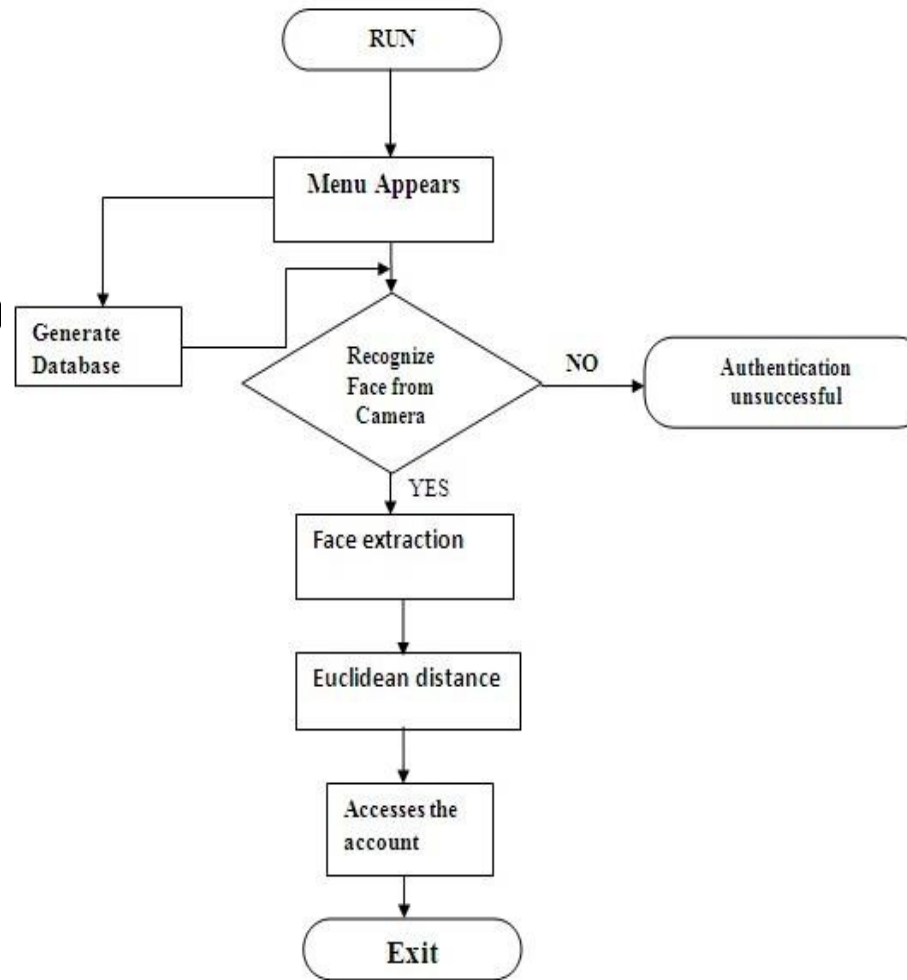 RUN
Menu Appears
Generate
Database
Recognize
Face from
Camera
NO
Authentication
unsuccessful
YES
Face extraction
Euclidean distance
Accesses the
account
Exit